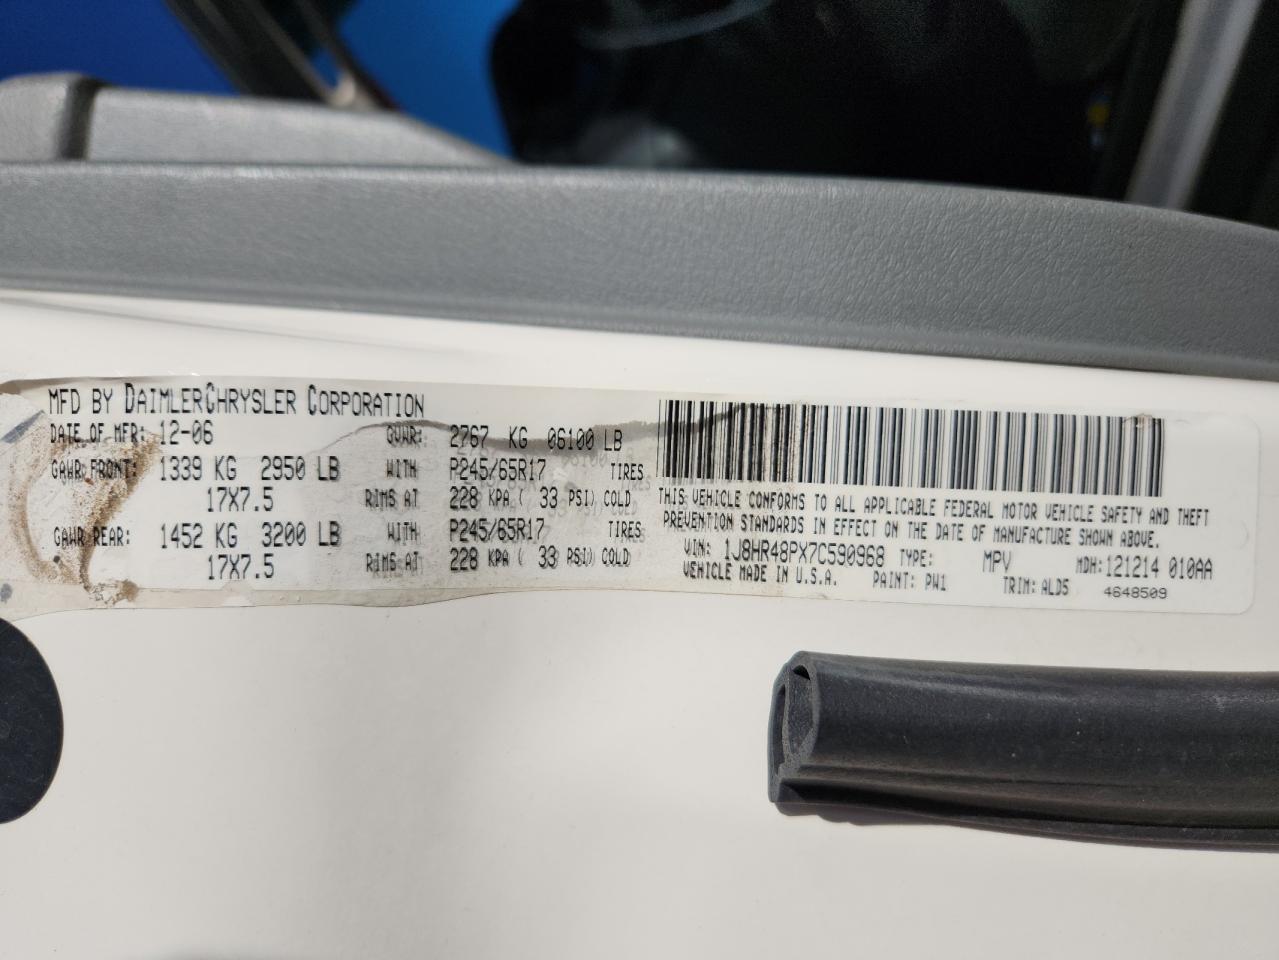 MFD BY DAIMLERCHRYSLER CORPORATION
DATE OF MFR: 12-06 GVWR: 2767 KG 06100 LB
GAWR FRONT: 1339 KG 2950 LB WITH P245/65R17 TIRES
17X7.5 RIMS AT 228 KPA ( 33 PSI) COLD
GAWR REAR: 1452 KG 3200 LB WITH P245/65R17 TIRES
17X7.5 RIMS AT 228 KPA ( 33 PSI) COLD
THIS VEHICLE CONFORMS TO ALL APPLICABLE FEDERAL MOTOR VEHICLE SAFETY AND THEFT
PREVENTION STANDARDS IN EFFECT ON THE DATE OF MANUFACTURE SHOWN ABOVE.
VIN: 1J8HR48PX7C590968 TYPE: MPV MDH: 121214 010AA
VEHICLE MADE IN U.S.A. PAINT: PW1 TRIM: ALD5 4648509